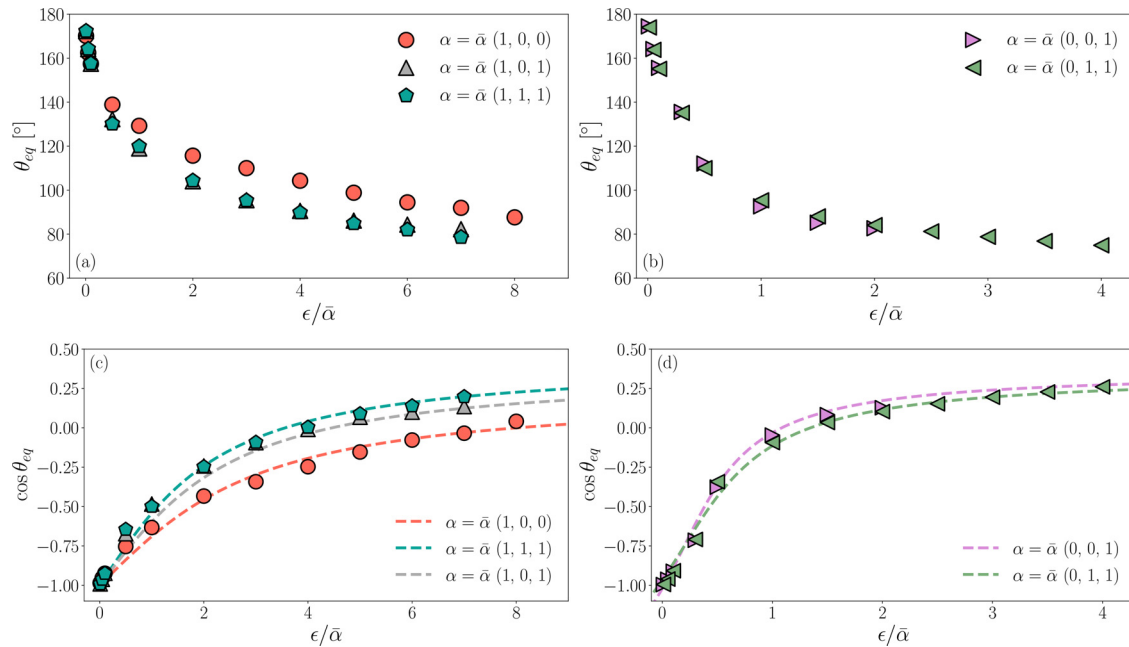 180
160
140
120
100
80
60
θ_eq [°]
(a)
α = ᾱ (1, 0, 0)
α = ᾱ (1, 0, 1)
α = ᾱ (1, 1, 1)
0 2 4 6 8
ϵ/ᾱ
180
160
140
120
100
80
60
θ_eq [°]
(b)
α = ᾱ (0, 0, 1)
α = ᾱ (0, 1, 1)
0 1 2 3 4
ϵ/ᾱ
0.50
0.25
0.00
−0.25
−0.50
−0.75
−1.00
cos θ_eq
(c)
α = ᾱ (1, 0, 0)
α = ᾱ (1, 1, 1)
α = ᾱ (1, 0, 1)
0 2 4 6 8
ϵ/ᾱ
0.50
0.25
0.00
−0.25
−0.50
−0.75
−1.00
cos θ_eq
(d)
α = ᾱ (0, 0, 1)
α = ᾱ (0, 1, 1)
0 1 2 3 4
ϵ/ᾱ